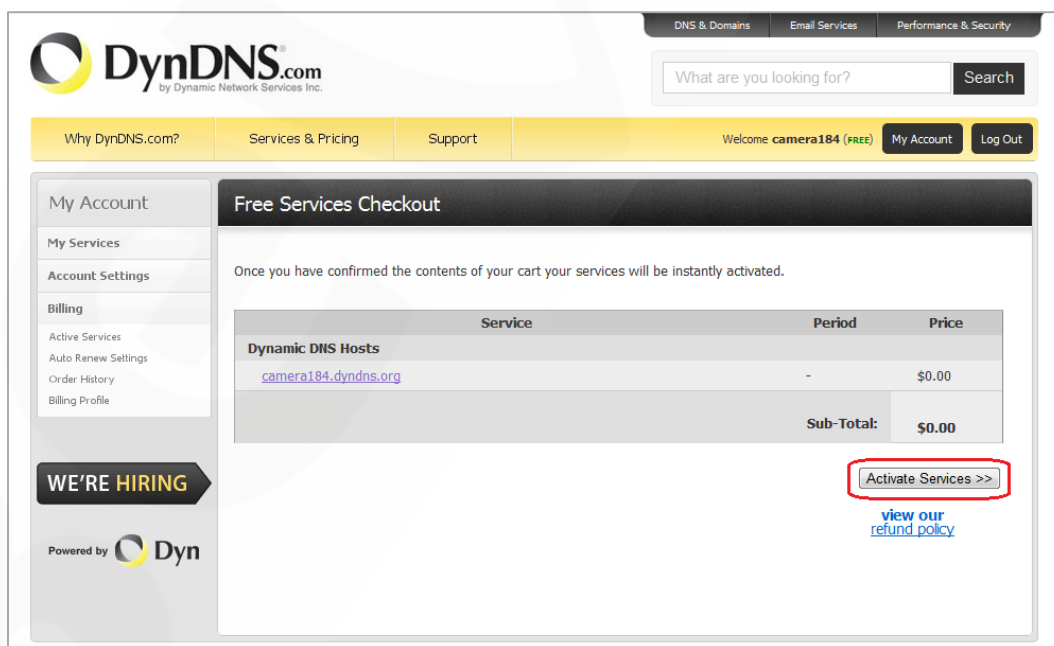 DNS & Domains Email Services Performance & Security
DynDNS.com
by Dynamic Network Services Inc.
What are you looking for? Search
Why DynDNS.com? Services & Pricing Support Welcome camera184 (FREE) My Account Log Out
My Account
My Services
Account Settings
Billing
Active Services
Auto Renew Settings
Order History
Billing Profile
WE'RE HIRING
Powered by Dyn
Free Services Checkout
Once you have confirmed the contents of your cart your services will be instantly activated.
Service Period Price
Dynamic DNS Hosts
camera184.dyndns.org - $0.00
Sub-Total: $0.00
Activate Services >>
view our
refund policy